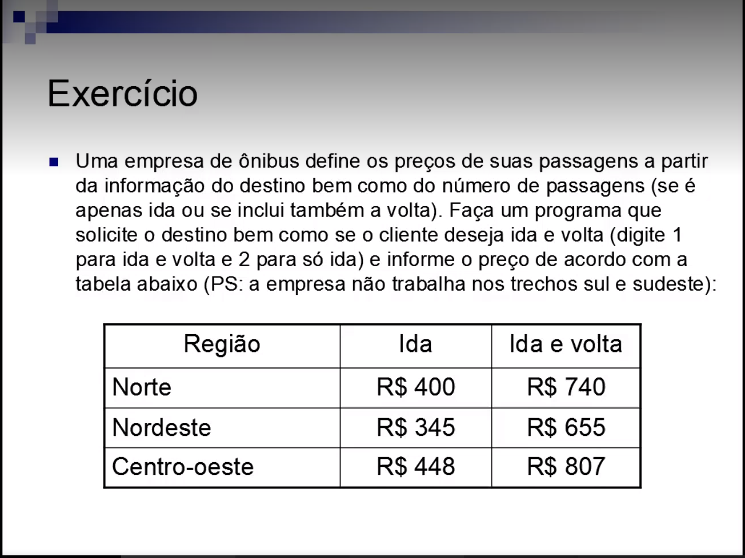 Exercício
Uma empresa de ônibus define os preços de suas passagens a partir
da informação do destino bem como do número de passagens (se é
apenas ida ou se inclui também a volta). Faça um programa que
solicite o destino bem como se o cliente deseja ida e volta (digite 1
para ida e volta e 2 para só ida) e informe o preço de acordo com a
tabela abaixo (PS: a empresa não trabalha nos trechos sul e sudeste):
Região Ida Ida e volta
Norte R$ 400 R$ 740
Nordeste R$ 345 R$ 655
Centro-oeste R$ 448 R$ 807